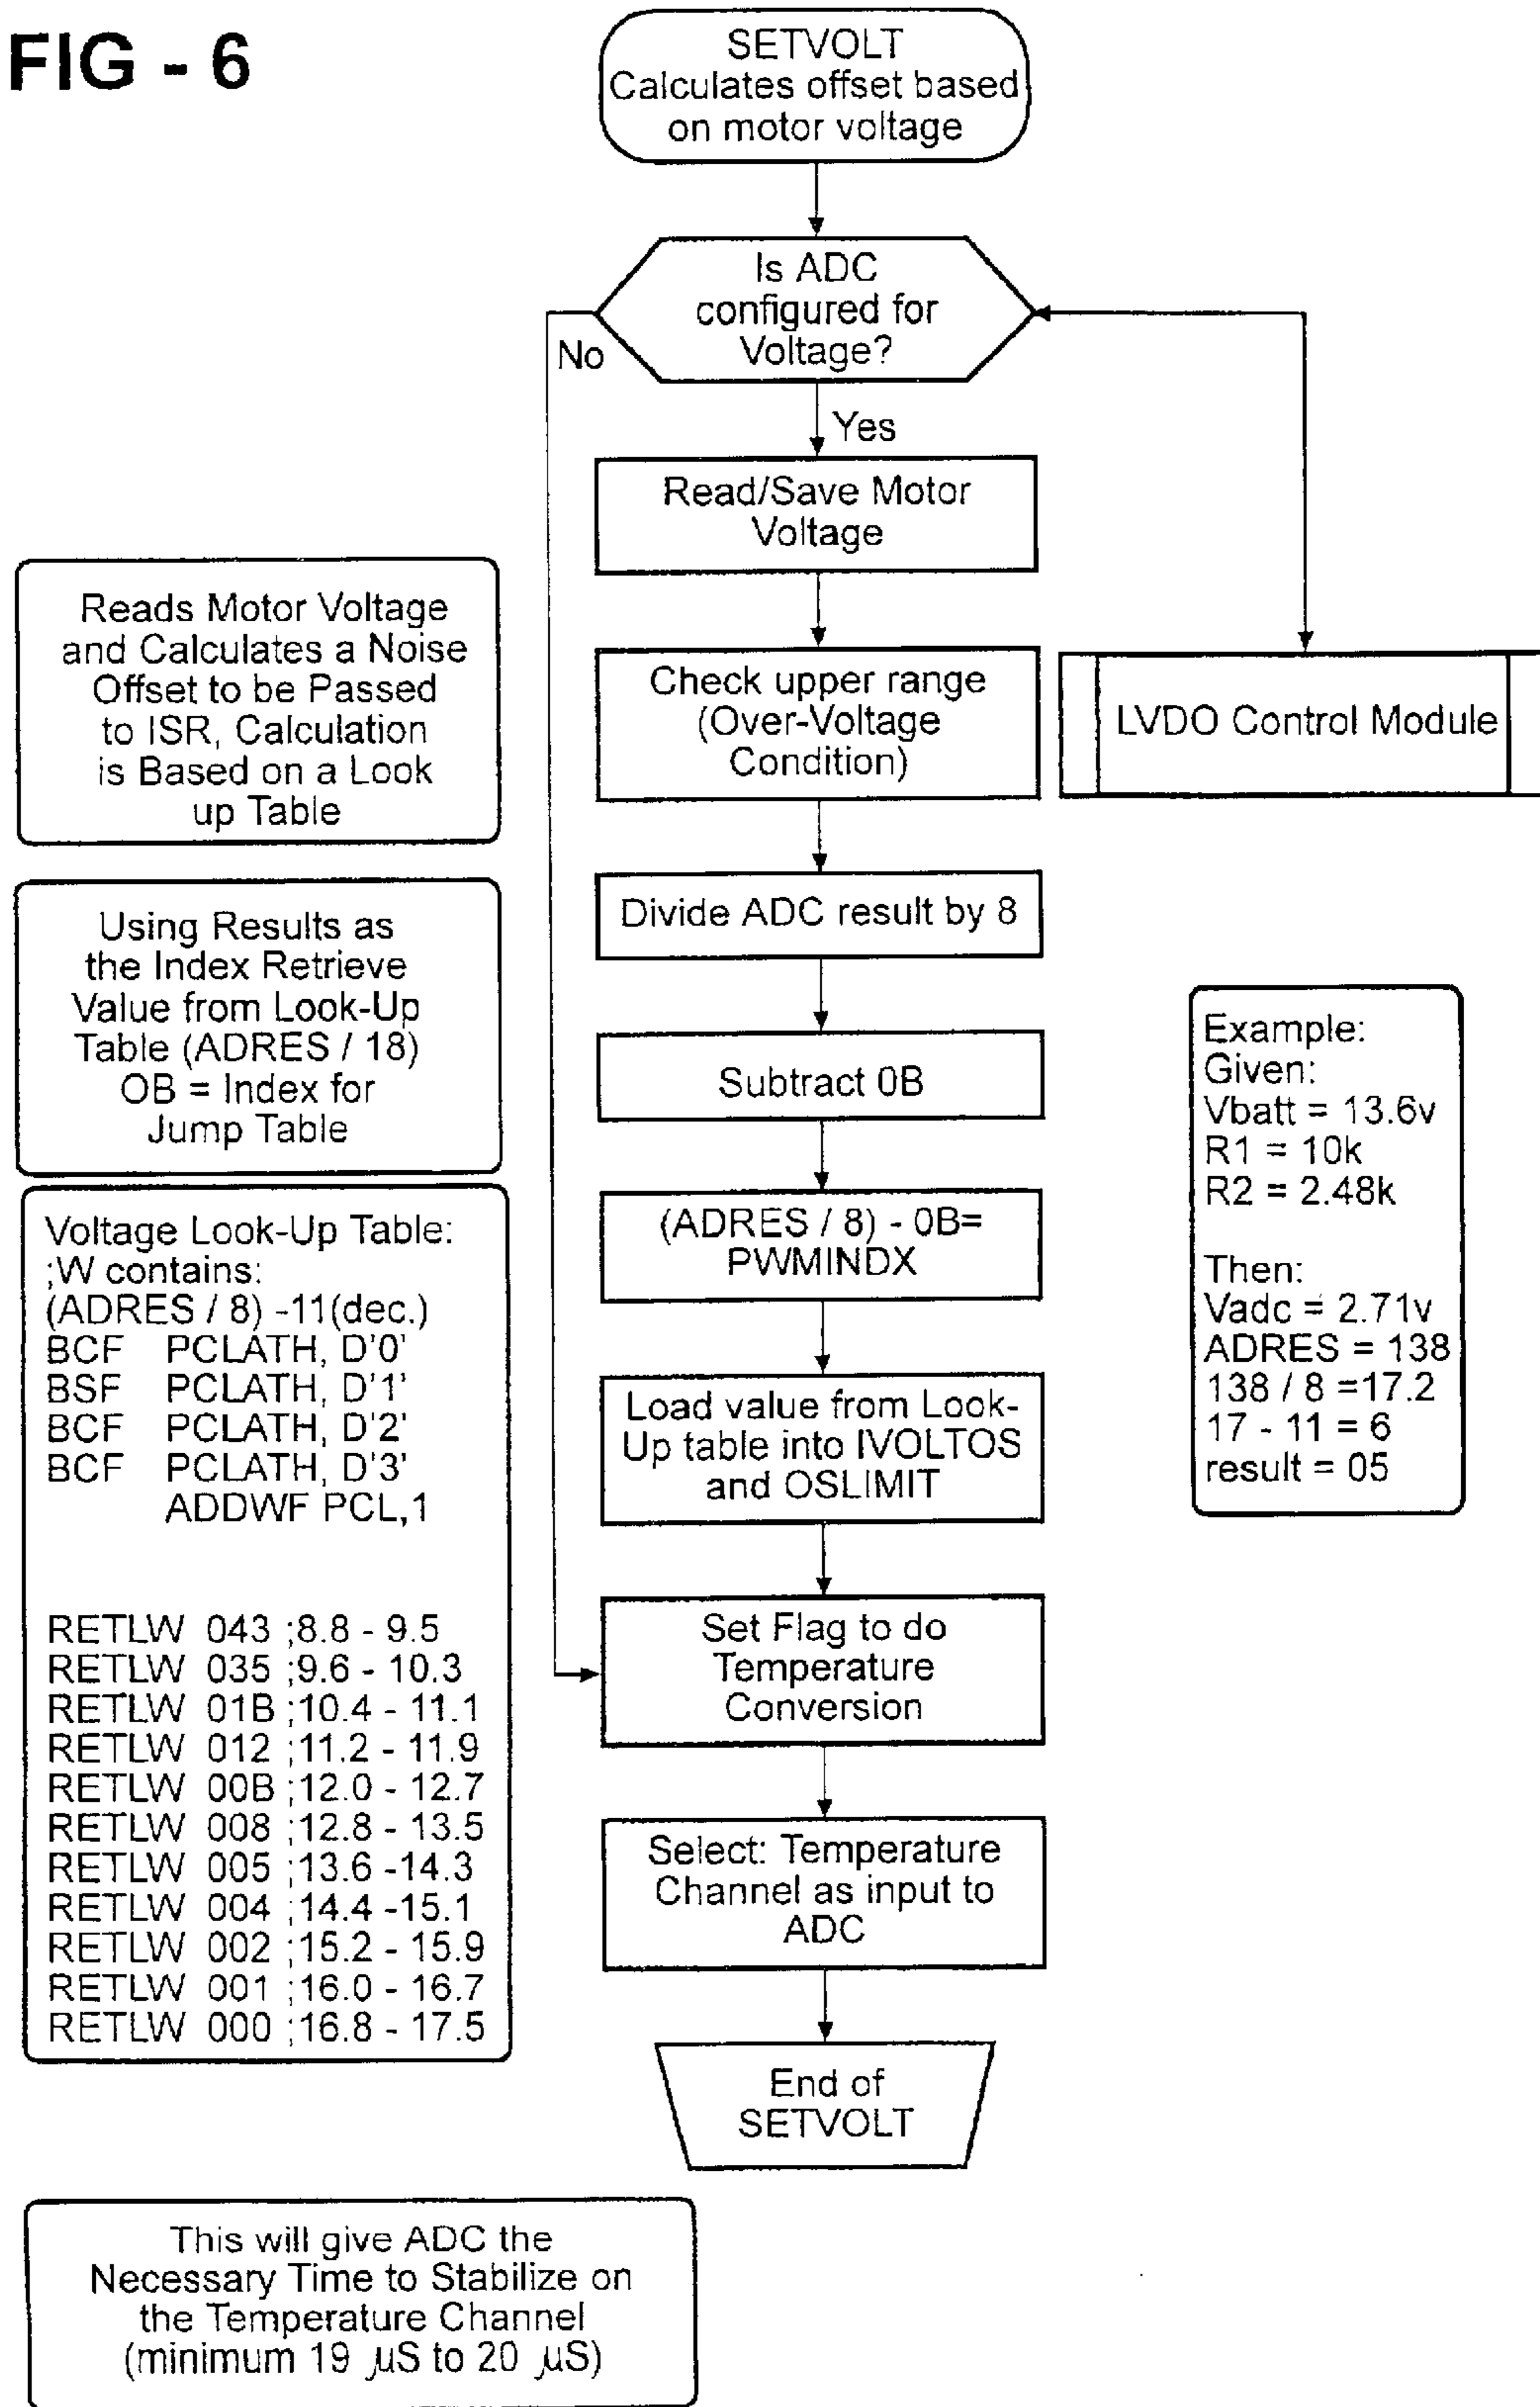 FIG - 6
SETVOLT
Calculates offset based
on motor voltage
Is ADC
configured for
Voltage?
No
Yes
Read/Save Motor
Voltage
Reads Motor Voltage
and Calculates a Noise
Offset to be Passed
to ISR, Calculation
is Based on a Look
up Table
Check upper range
(Over-Voltage
Condition)
LVDO Control Module
Divide ADC result by 8
Using Results as
the Index Retrieve
Value from Look-Up
Table (ADRES / 18)
OB = Index for
Jump Table
Subtract 0B
Example:
Given:
Vbatt = 13.6v
R1 = 10k
R2 = 2.48k
Then:
Vadc = 2.71v
ADRES = 138
138 / 8 =17.2
17 - 11 = 6
result = 05
(ADRES / 8) - 0B=
PWMINDX
Voltage Look-Up Table:
;W contains:
(ADRES / 8) -11(dec.)
BCF PCLATH, D'0'
BSF PCLATH, D'1'
BCF PCLATH, D'2'
BCF PCLATH, D'3'
ADDWF PCL,1
RETLW 043 ;8.8 - 9.5
RETLW 035 ;9.6 - 10.3
RETLW 01B ;10.4 - 11.1
RETLW 012 ;11.2 - 11.9
RETLW 00B ;12.0 - 12.7
RETLW 008 ;12.8 - 13.5
RETLW 005 ;13.6 -14.3
RETLW 004 ;14.4 -15.1
RETLW 002 ;15.2 - 15.9
RETLW 001 ;16.0 - 16.7
RETLW 000 ;16.8 - 17.5
Load value from Look-
Up table into IVOLTOS
and OSLIMIT
Set Flag to do
Temperature
Conversion
Select: Temperature
Channel as input to
ADC
End of
SETVOLT
This will give ADC the
Necessary Time to Stabilize on
the Temperature Channel
(minimum 19 µS to 20 µS)